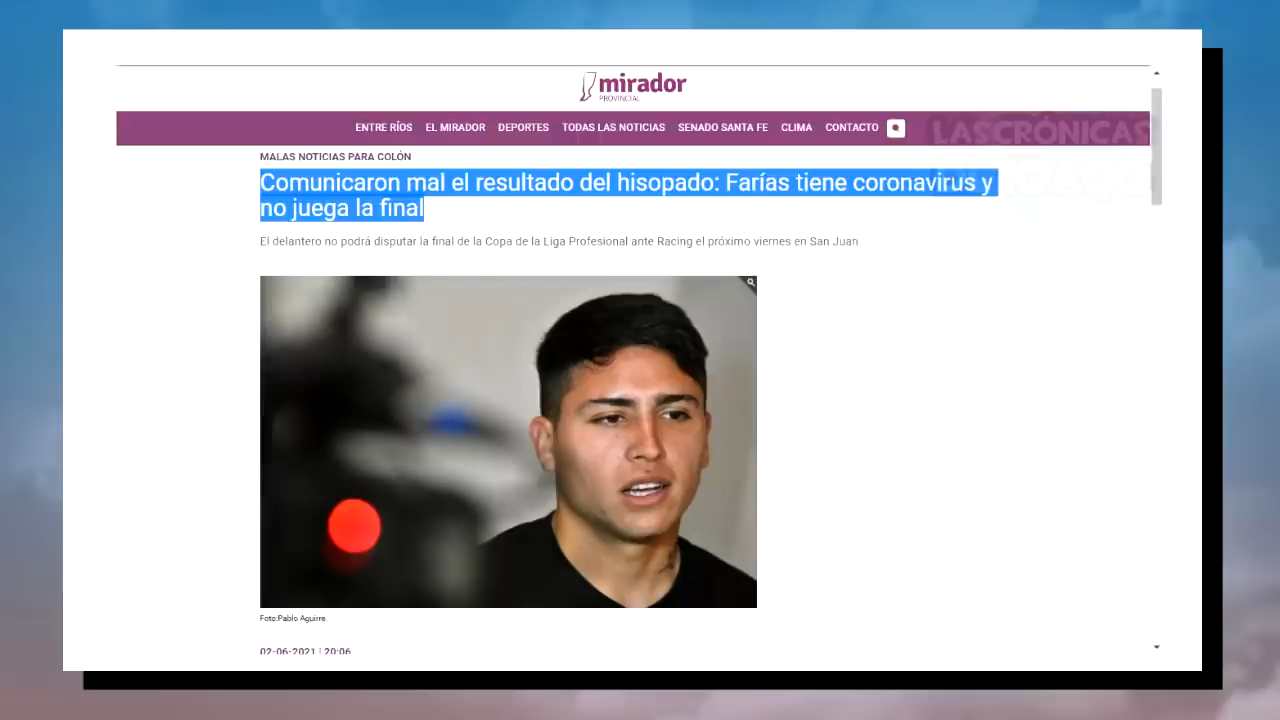 mirador
PROVINCIAL
ENTRE RÍOS EL MIRADOR DEPORTES TODAS LAS NOTICIAS SENADO SANTA FE CLIMA CONTACTO
LASCRÓNICAS
MALAS NOTICIAS PARA COLÓN
Comunicaron mal el resultado del hisopado: Farías tiene coronavirus y
no juega la final
El delantero no podrá disputar la final de la Copa de la Liga Profesional ante Racing el próximo viernes en San Juan
Foto:Pablo Aguirre.
02-06-2021 | 20:06